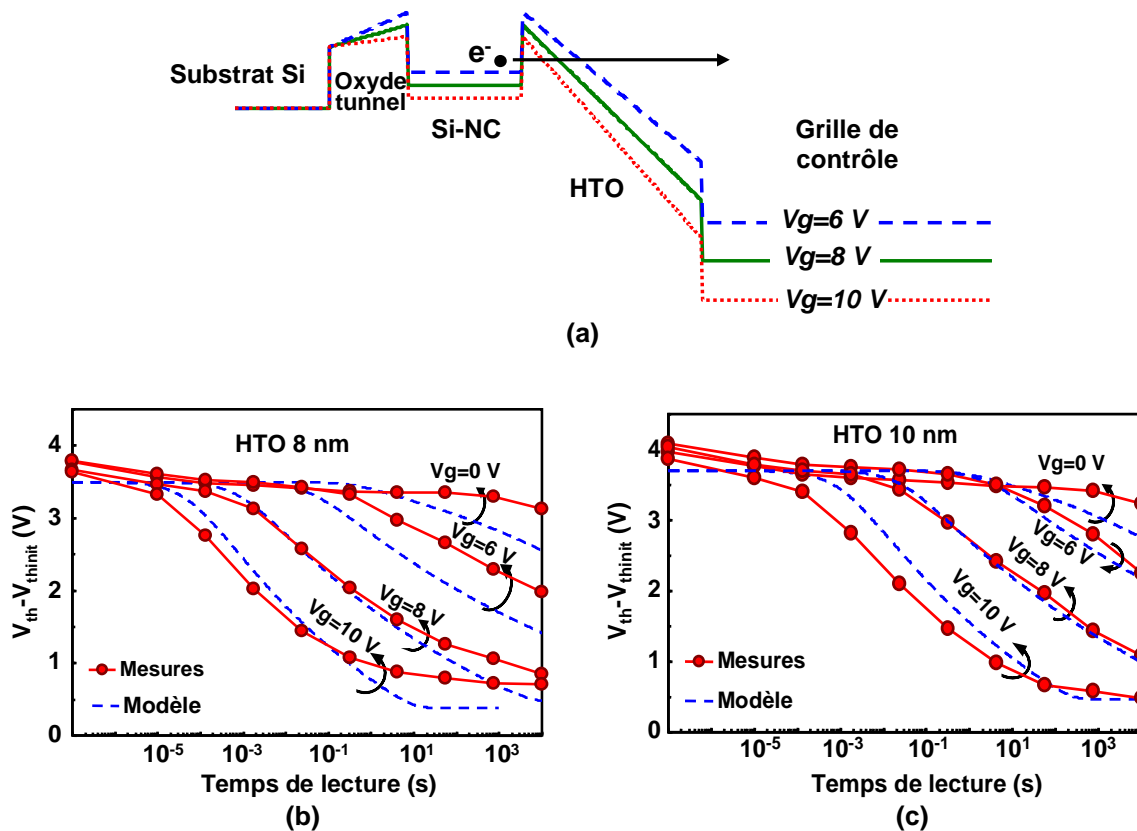 e-
Substrat Si
Oxyde
tunnel
Si-NC
Grille de
contrôle
HTO
Vg=6 V
Vg=8 V
Vg=10 V
(a)
HTO 8 nm
Vg=0 V
Vg=6 V
Vg=8 V
Vg=10 V
Mesures
Modèle
4
3
2
1
0
Vth-Vthinit (V)
10-5 10-3 10-1 101 103
Temps de lecture (s)
(b)
HTO 10 nm
Vg=0 V
Vg=6 V
Vg=8 V
Vg=10 V
Mesures
Modèle
4
3
2
1
0
Vth-Vthinit (V)
10-5 10-3 10-1 101 103
Temps de lecture (s)
(c)